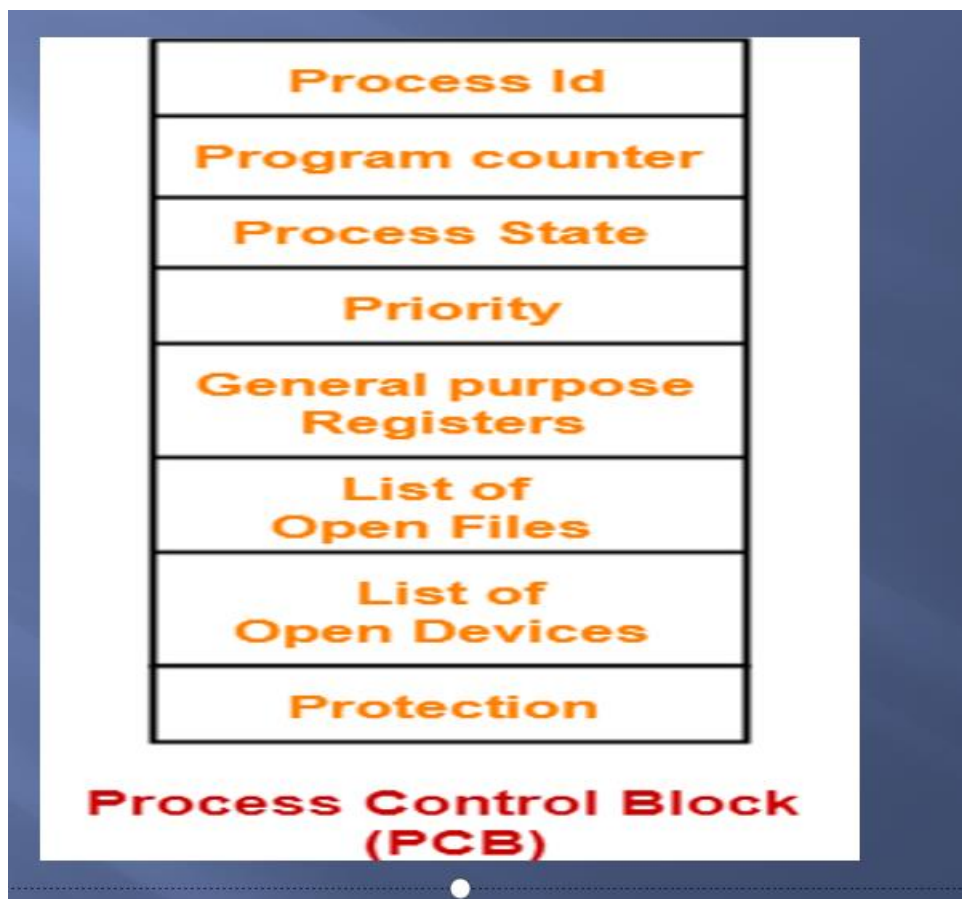 Process Id
Program counter
Process State
Priority
General purpose
Registers
List of
Open Files
List of
Open Devices
Protection
Process Control Block
(PCB)